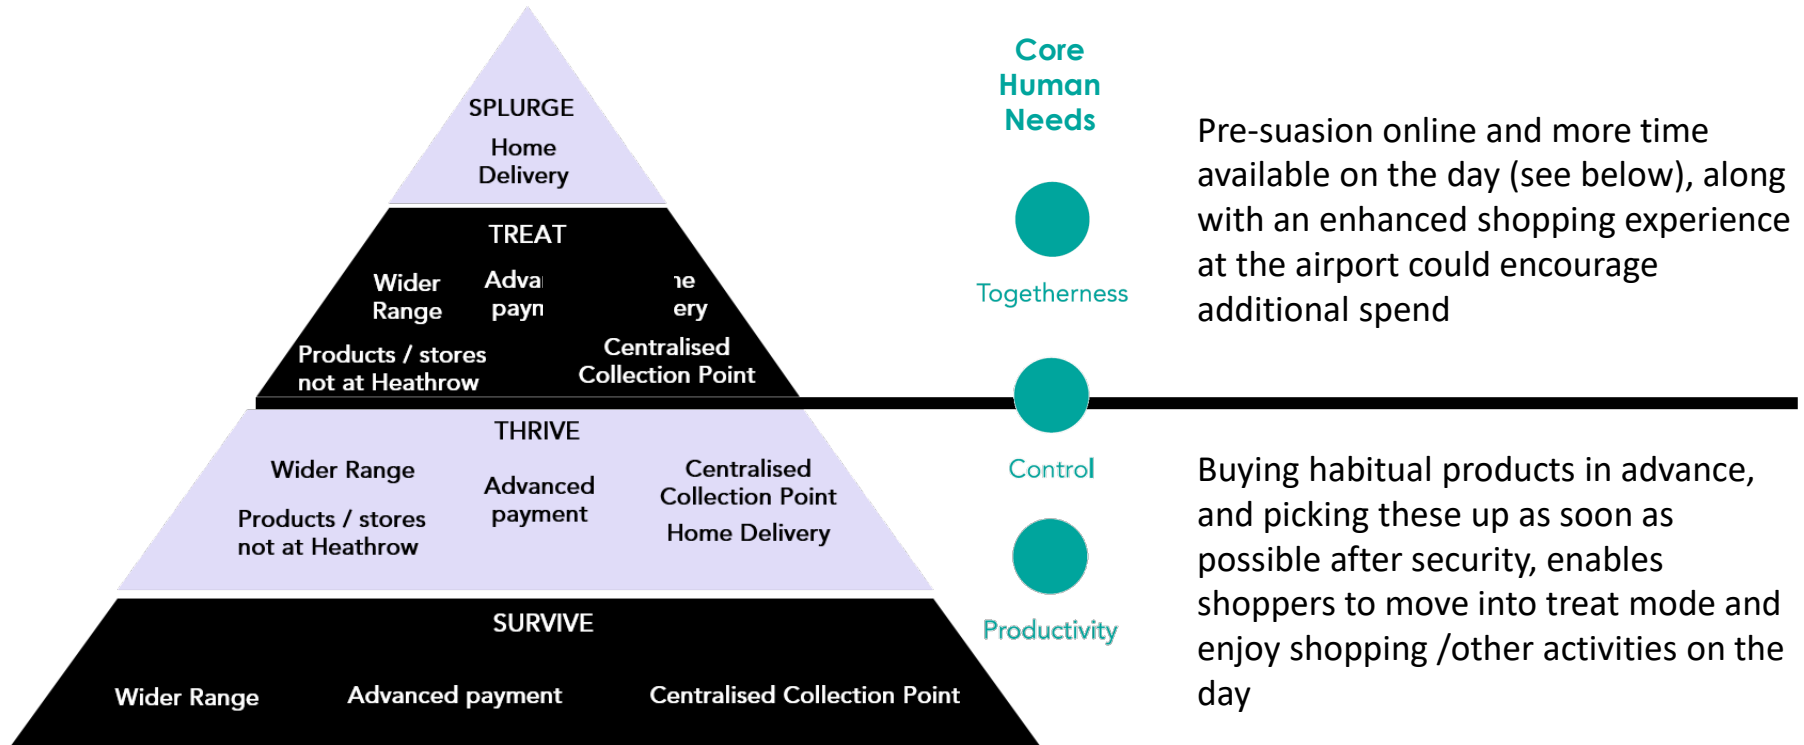 SPLURGE
Home
Delivery
TREAT
Wider
Range
Adva
payn
ne
ery
Products / stores
not at Heathrow
Centralised
Collection Point
THRIVE
Wider Range
Products / stores
not at Heathrow
Advanced
payment
Centralised
Collection Point
Home Delivery
SURVIVE
Wider Range
Advanced payment
Centralised Collection Point
Core
Human
Needs
Togetherness
Control
Productivity
Pre-suasion online and more time
available on the day (see below), along
with an enhanced shopping experience
at the airport could encourage
additional spend
Buying habitual products in advance,
and picking these up as soon as
possible after security, enables
shoppers to move into treat mode and
enjoy shopping /other activities on the
day